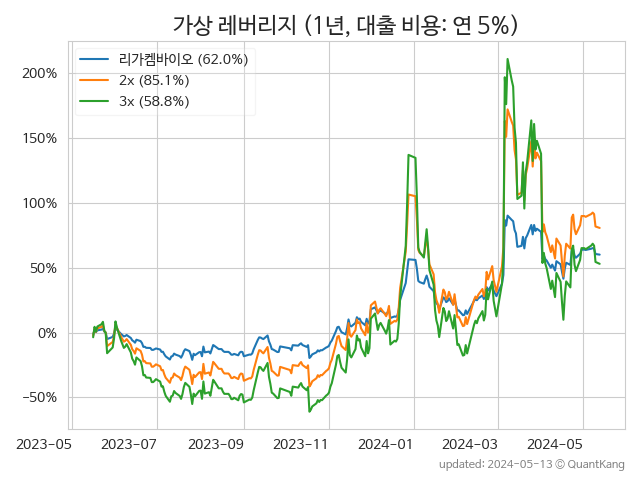 가상 레버리지 (1년, 대출 비용: 연 5%)
리가켐바이오 (62.0%)
2x (85.1%)
3x (58.8%)
200%
150%
100%
50%
0%
−50%
2023-05 2023-07 2023-09 2023-11 2024-01 2024-03 2024-05
updated: 2024-05-13 © QuantKang